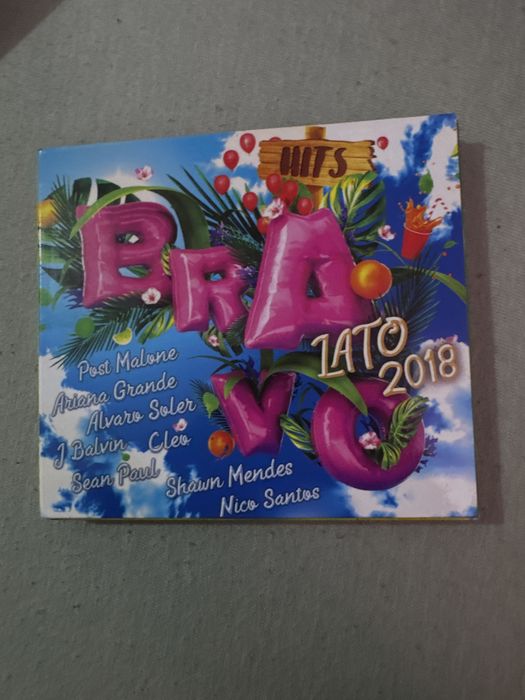 HITS
BRAVO
LATO
2018
Post Malone
Ariana Grande
Alvaro Soler
J Balvin Cleo
Sean Paul
Shawn Mendes
Nico Santos